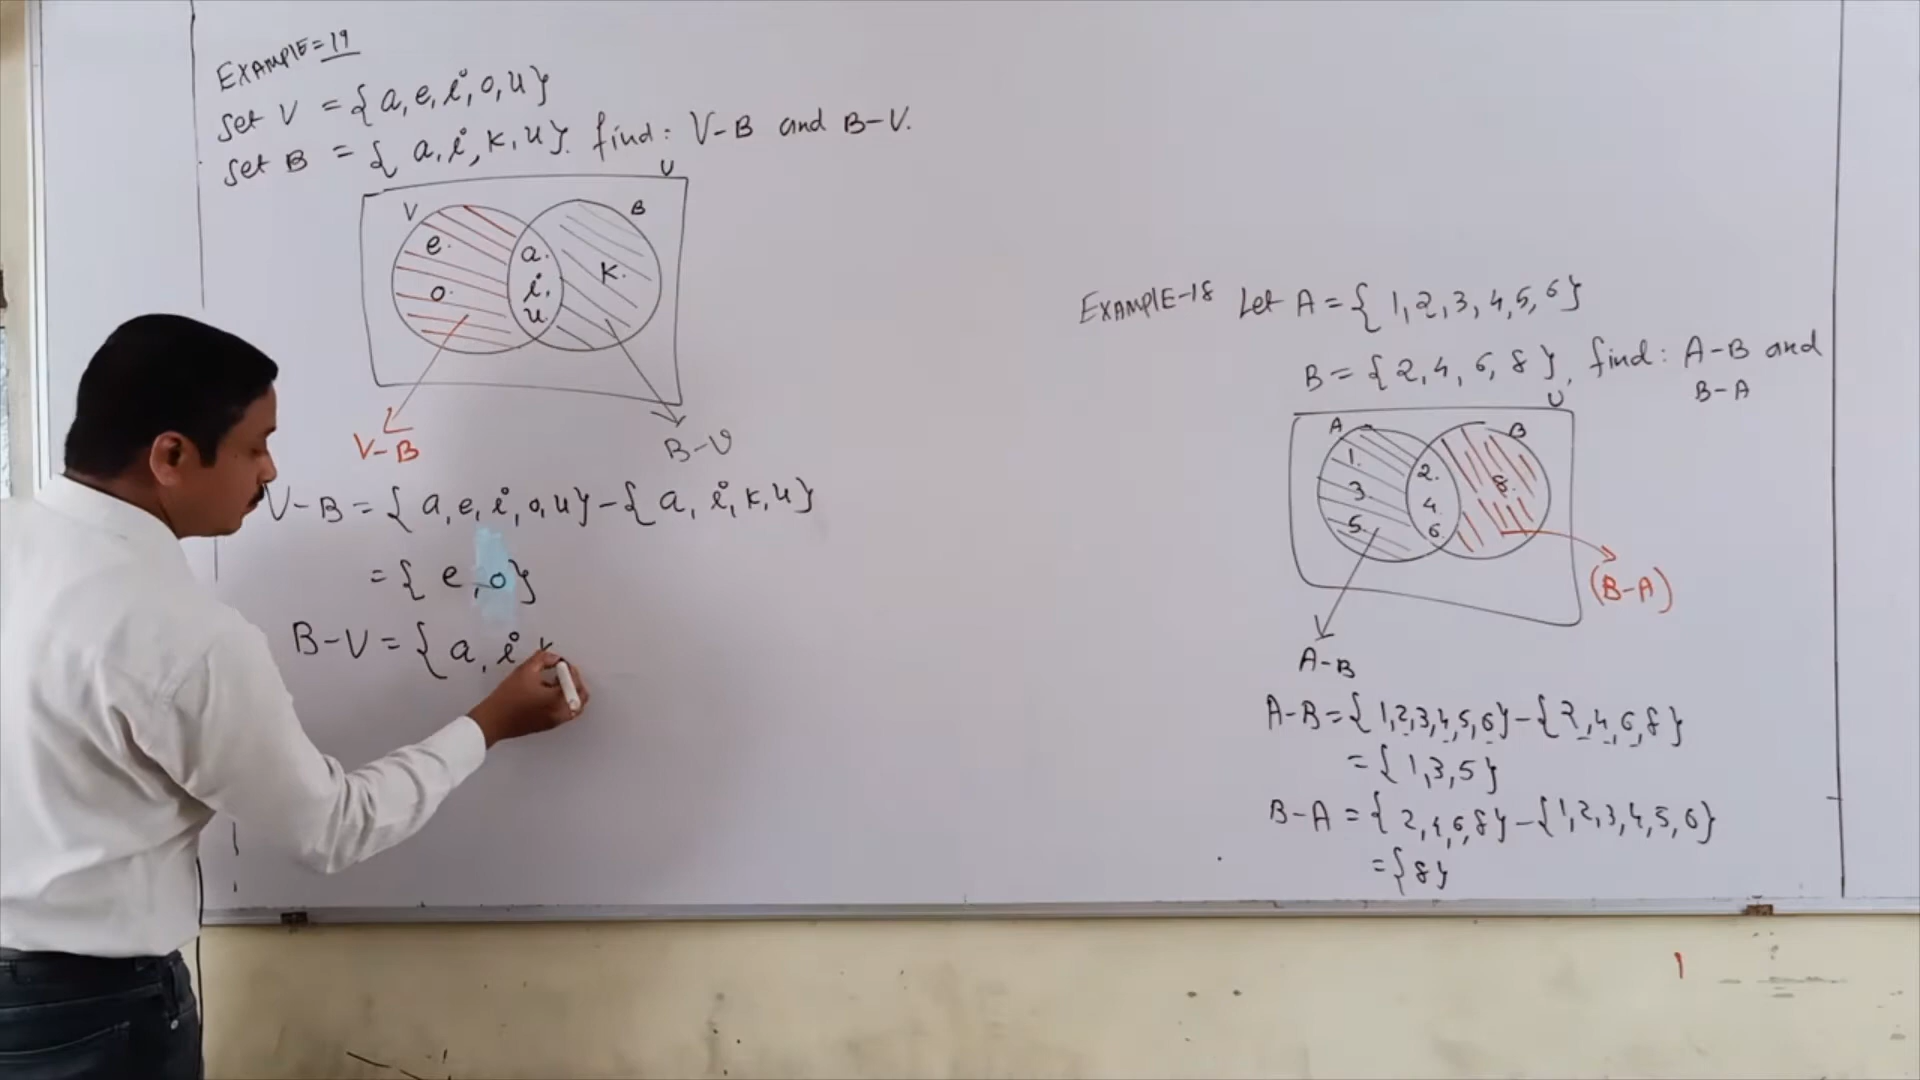 EXAMPLE=19
Set V = {a, e, i, o, u}
Set B = { a, i, k, u}. find: V-B and B-V.
U
V
B
e.
a.
k.
o.
i.
u
V-B
B-V
V-B = { a, e, i, o, u} - { a, i, k, u}
= { e, o}
B-V = { a, i
EXAMPLE-18 Let A = { 1, 2, 3, 4, 5, 6}
B = { 2, 4, 6, 8 }, find: A-B and
B-A
U
A
B
1.
2.
3.
8.
4.
5.
6.
(B-A)
A-B
A-B = { 1,2,3,4,5,6} - {2,4,6,8}
= { 1,3,5}
B-A = { 2,4,6,8} - {1,2,3,4,5,6}
= {8}